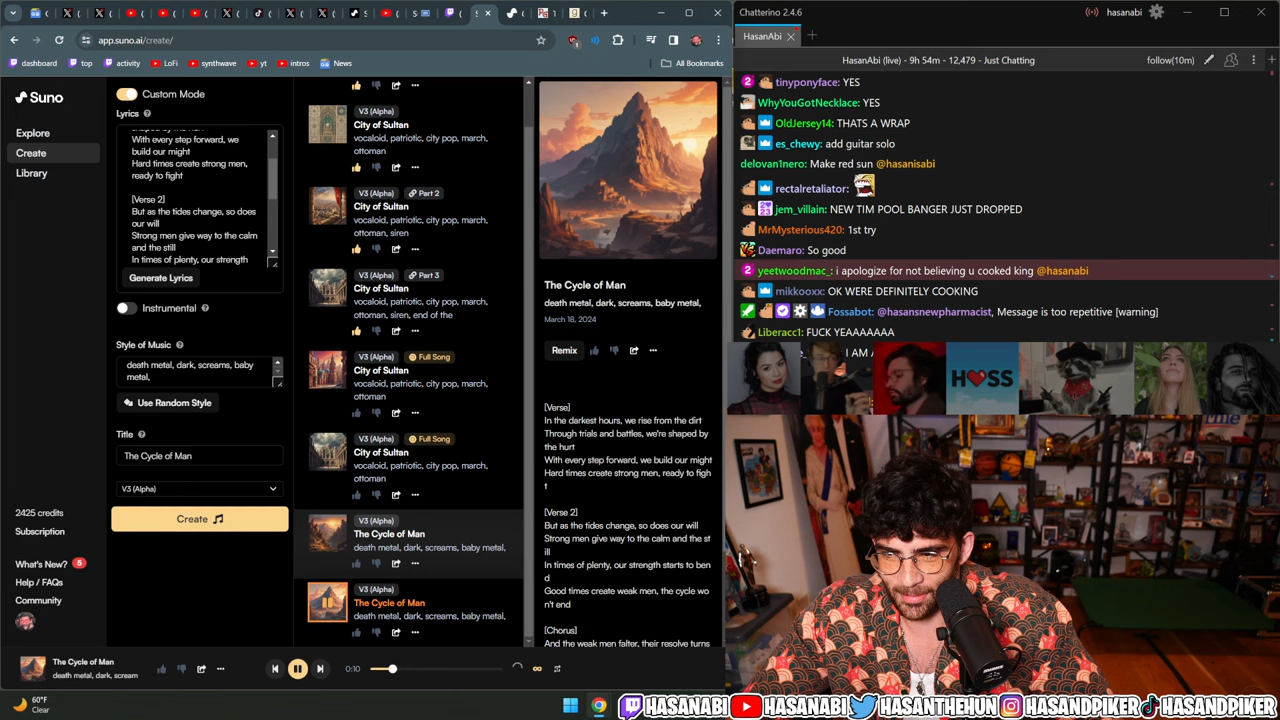 Chatterino 2.4.6
hasanabi
app.suno.ai/create/
HasanAbi
dashboard
top
activity
LoFi
synthwave
yt
intros
News
All Bookmarks
HasanAbi (live) - 9h 54m - 12,479 - Just Chatting
follow(10m)
Suno
Explore
Create
Library
2425 credits
Subscription
What's New?
5
Help / FAQs
Community
Custom Mode
Lyrics
With every step forward, we
build our might
Hard times create strong men,
ready to fight
[Verse 2]
But as the tides change, so does
our will
Strong men give way to the calm
and the still
In times of plenty, our strength
Generate Lyrics
Instrumental
Style of Music
death metal, dark, screams, baby
metal,
Use Random Style
Title
The Cycle of Man
V3 (Alpha)
Create
V3 (Alpha)
City of Sultan
vocaloid, patriotic, city pop, march,
ottoman
V3 (Alpha)
Part 2
City of Sultan
vocaloid, patriotic, city pop, march,
ottoman, siren
V3 (Alpha)
Part 3
City of Sultan
vocaloid, patriotic, city pop, march,
ottoman, siren, end of the
V3 (Alpha)
Full Song
City of Sultan
vocaloid, patriotic, city pop, march,
ottoman
V3 (Alpha)
Full Song
City of Sultan
vocaloid, patriotic, city pop, march,
ottoman
V3 (Alpha)
The Cycle of Man
death metal, dark, screams, baby metal,
V3 (Alpha)
The Cycle of Man
death metal, dark, screams, baby metal,
The Cycle of Man
death metal, dark, screams, baby metal,
March 18, 2024
Remix
[Verse]
In the darkest hours, we rise from the dirt
Through trials and battles, we're shaped by
the hurt
With every step forward, we build our might
Hard times create strong men, ready to figh
t
[Verse 2]
But as the tides change, so does our will
Strong men give way to the calm and the st
ill
In times of plenty, our strength starts to ben
d
Good times create weak men, the cycle wo
n't end
[Chorus]
And the weak men falter, their resolve turns
tinyponyface: YES
WhyYouGotNecklace: YES
OldJersey14: THATS A WRAP
es_chewy: add guitar solo
delovan1nero: Make red sun @hasanisabi
rectalretaliator:
jem_villain: NEW TIM POOL BANGER JUST DROPPED
MrMysterious420: 1st try
Daemaro: So good
yeetwoodmac_: i apologize for not believing u cooked king @hasanabi
mikkooxx: OK WERE DEFINITELY COOKING
Fossabot: @hasansnewpharmacist, Message is too repetitive [warning]
Liberacc1: FUCK YEAAAAAAA
I AM
H❤SS
The Cycle of Man
death metal, dark, scream
0:10
60°F
Clear
HASANABI
HASANABI
HASANTHEHUN
HASANDPIKER
HASANDPIKER